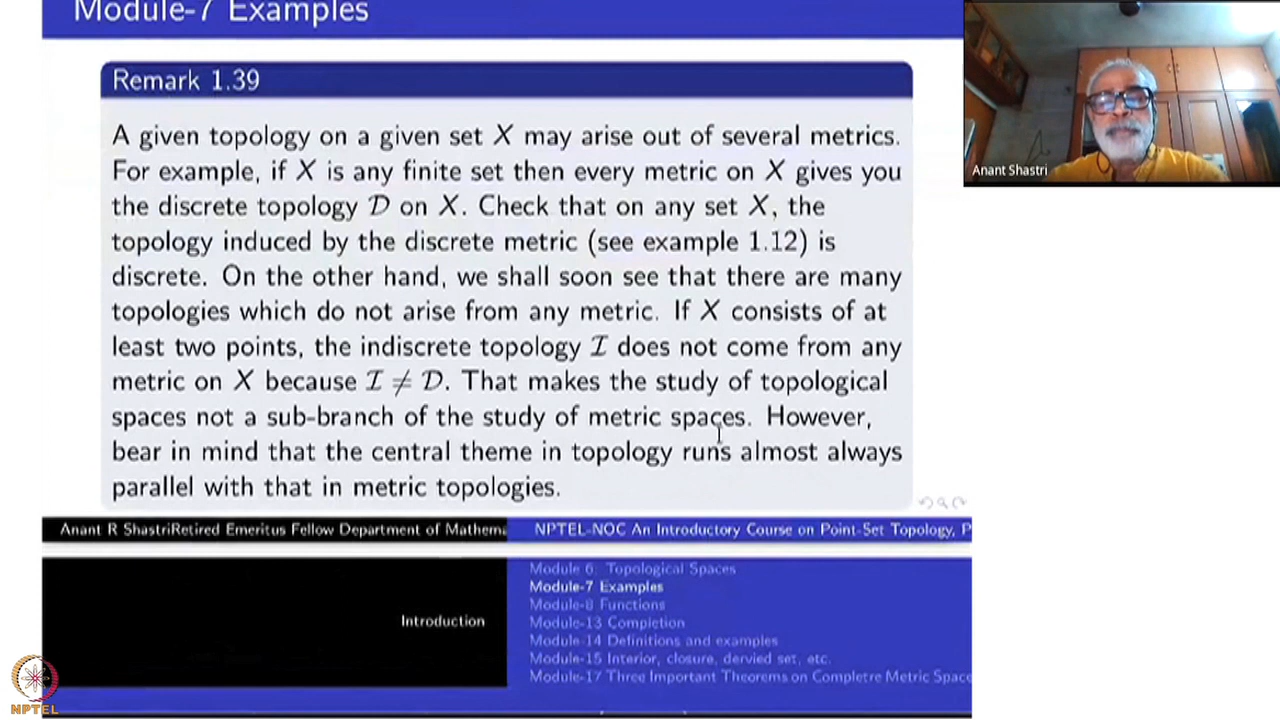 Module-7 Examples
Remark 1.39
A given topology on a given set X may arise out of several metrics.
For example, if X is any finite set then every metric on X gives you
the discrete topology 𝒟 on X. Check that on any set X, the
topology induced by the discrete metric (see example 1.12) is
discrete. On the other hand, we shall soon see that there are many
topologies which do not arise from any metric. If X consists of at
least two points, the indiscrete topology ℐ does not come from any
metric on X because ℐ ≠ 𝒟. That makes the study of topological
spaces not a sub-branch of the study of metric spaces. However,
bear in mind that the central theme in topology runs almost always
parallel with that in metric topologies.
Anant Shastri
Anant R ShastriRetired Emeritus Fellow Department of Mathema
NPTEL-NOC An Introductory Course on Point-Set Topology, P
Introduction
Module 6: Topological Spaces
Module-7 Examples
Module-8 Functions
Module-13 Completion
Module-14 Definitions and examples
Module-15 Interior, closure, dervied set, etc.
Module-17 Three Important Theorems on Completre Metric Space
NPTEL